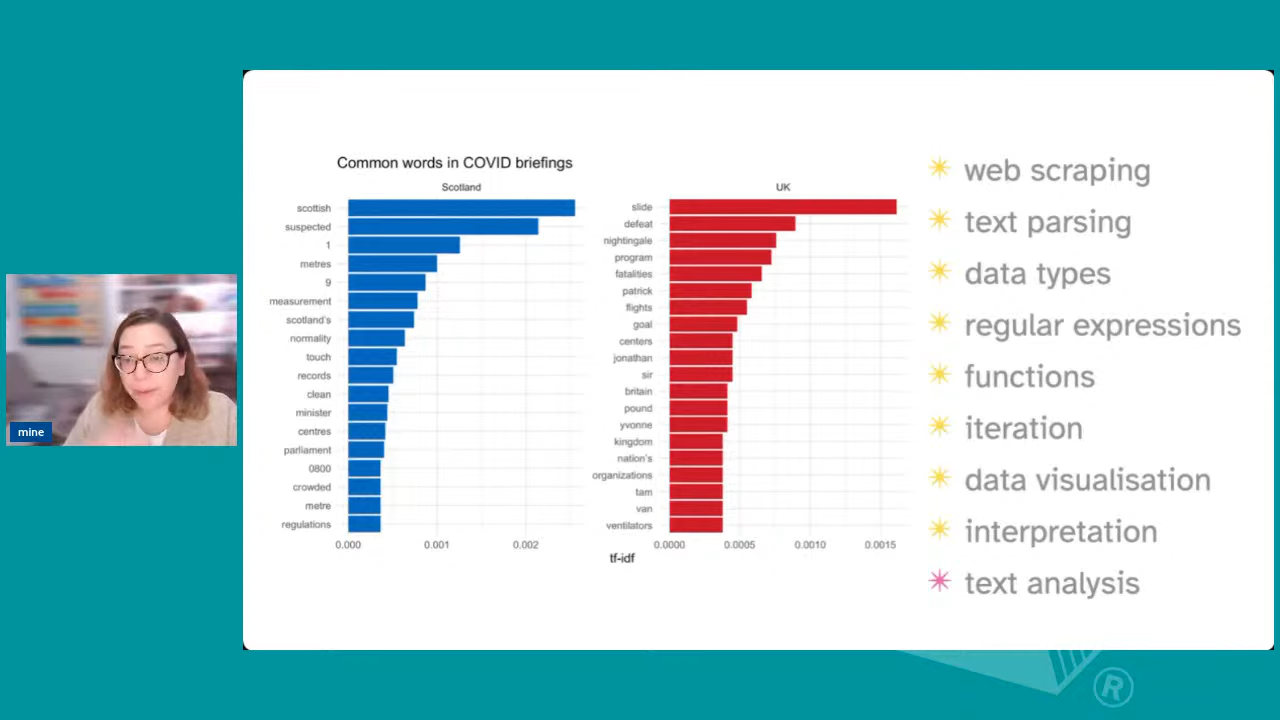 Common words in COVID briefings
Scotland
scottish
suspected
1
metres
9
measurement
scotland's
normality
touch
records
clean
minister
centres
parliament
0800
crowded
metre
regulations
0.000 0.001 0.002
UK
slide
defeat
nightingale
program
fatalities
patrick
flights
goal
centers
jonathan
sir
britain
pound
yvonne
kingdom
nation's
organizations
tam
van
ventilators
0.0000 0.0005 0.0010 0.0015
tf-idf
web scraping
text parsing
data types
regular expressions
functions
iteration
data visualisation
interpretation
text analysis
mine
®